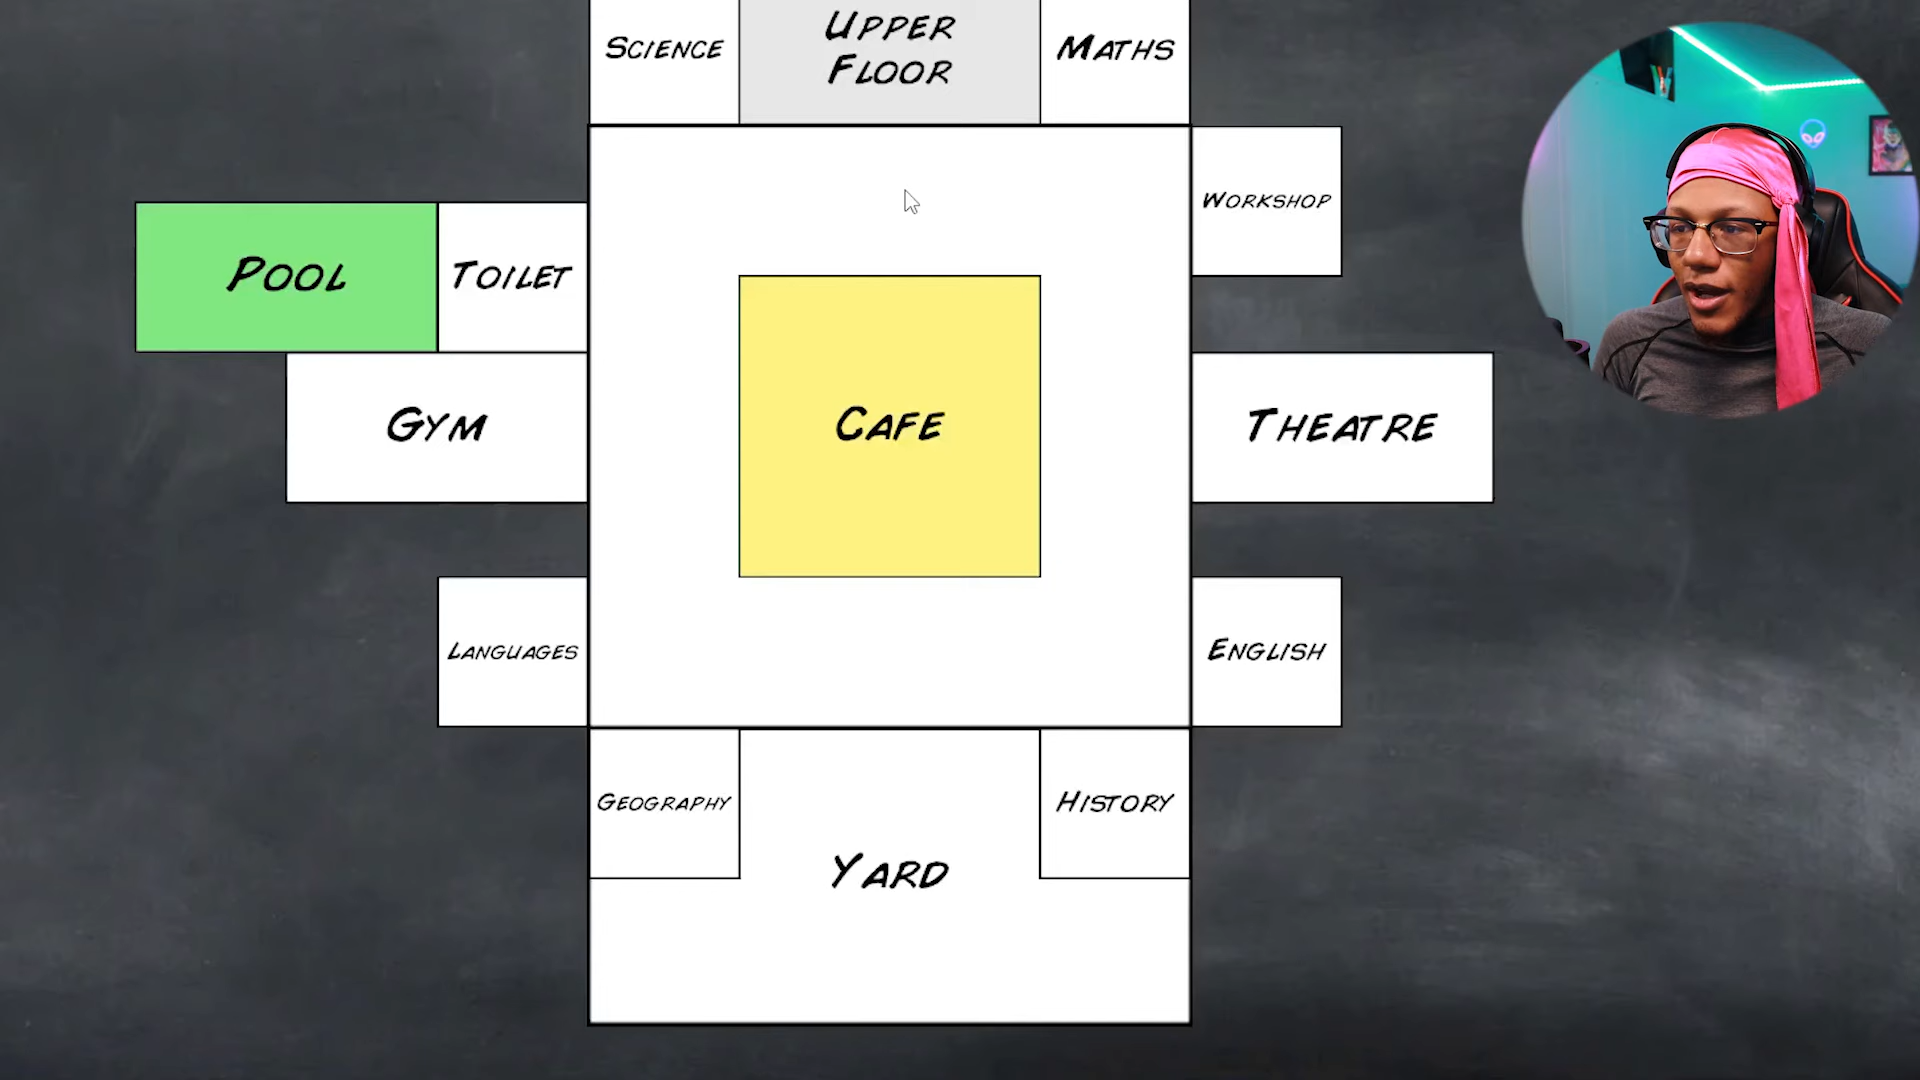 SCIENCE
UPPER
FLOOR
MATHS
WORKSHOP
POOL
TOILET
GYM
CAFE
THEATRE
LANGUAGES
ENGLISH
GEOGRAPHY
HISTORY
YARD